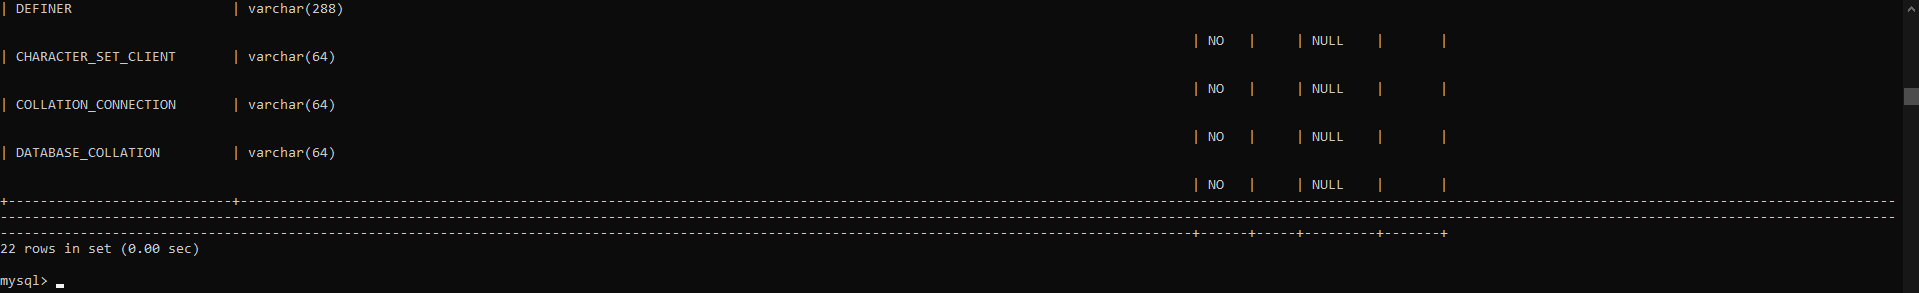 | DEFINER                    | varchar(288)
| NO   |     | NULL    |       |
| CHARACTER_SET_CLIENT       | varchar(64)
| NO   |     | NULL    |       |
| COLLATION_CONNECTION       | varchar(64)
| NO   |     | NULL    |       |
| DATABASE_COLLATION         | varchar(64)
| NO   |     | NULL    |       |
22 rows in set (0.00 sec)
mysql>